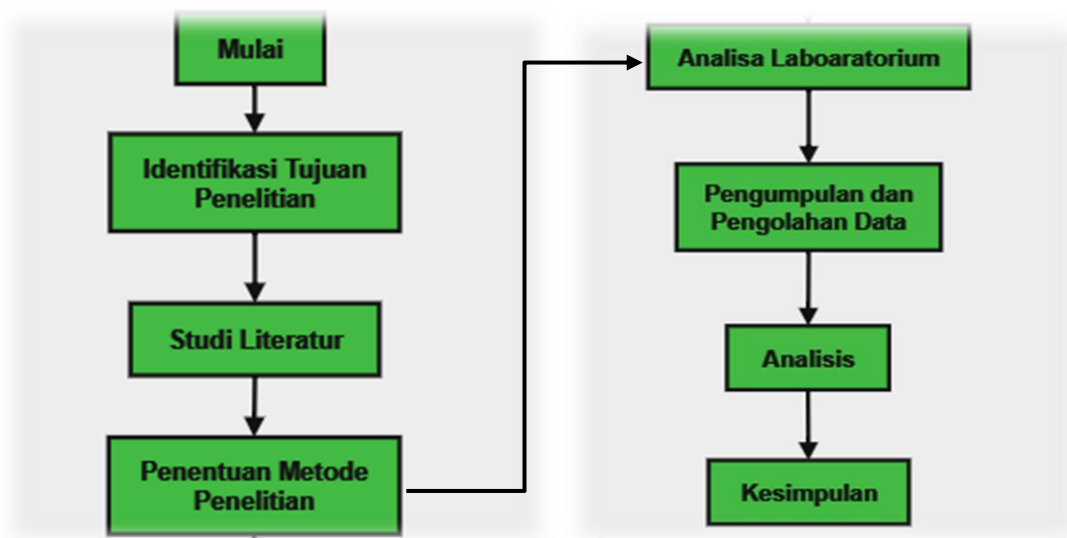 Mulai
Identifikasi Tujuan
Penelitian
Studi Literatur
Penentuan Metode
Penelitian
Analisa Laboaratorium
Pengumpulan dan
Pengolahan Data
Analisis
Kesimpulan